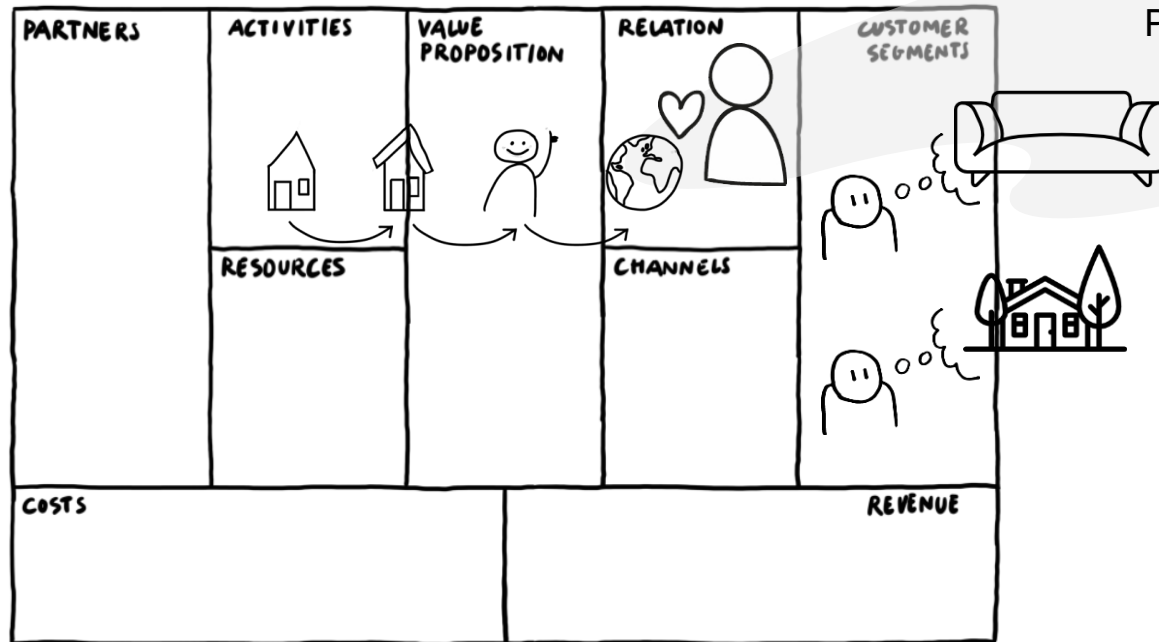 PARTNERS
ACTIVITIES
VALUE
PROPOSITION
RELATION
CUSTOMER
SEGMENTS
RESOURCES
CHANNELS
COSTS
REVENUE